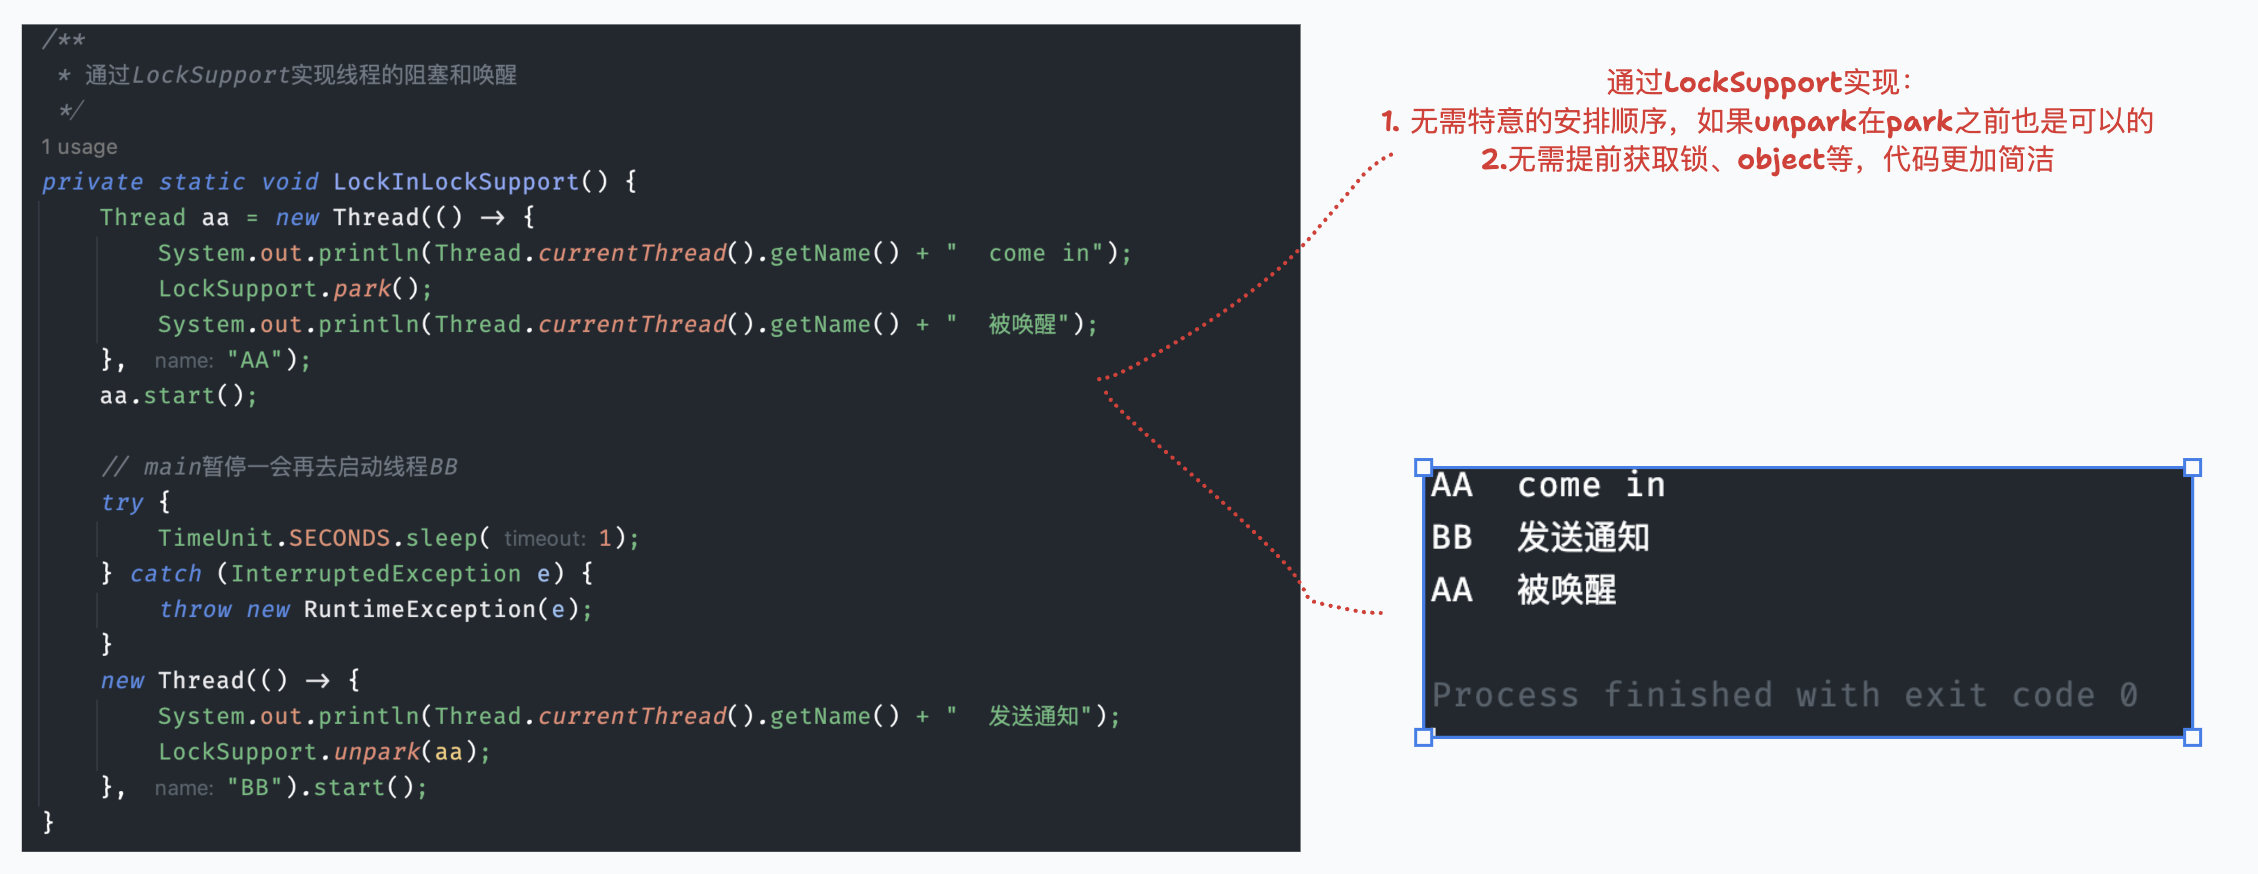 /**
 * 通过LockSupport实现线程的阻塞和唤醒
 */
1 usage
private static void LockInLockSupport() {
    Thread aa = new Thread(() → {
        System.out.println(Thread.currentThread().getName() + "  come in");
        LockSupport.park();
        System.out.println(Thread.currentThread().getName() + "  被唤醒");
    },  name: "AA");
    aa.start();
    // main暂停一会再去启动线程BB
    try {
        TimeUnit.SECONDS.sleep( timeout: 1);
    } catch (InterruptedException e) {
        throw new RuntimeException(e);
    }
    new Thread(() → {
        System.out.println(Thread.currentThread().getName() + "  发送通知");
        LockSupport.unpark(aa);
    },  name: "BB").start();
}
通过LockSupport实现：
1. 无需特意的安排顺序，如果unpark在park之前也是可以的
2.无需提前获取锁、object等，代码更加简洁
AA  come in
BB  发送通知
AA  被唤醒
Process finished with exit code 0